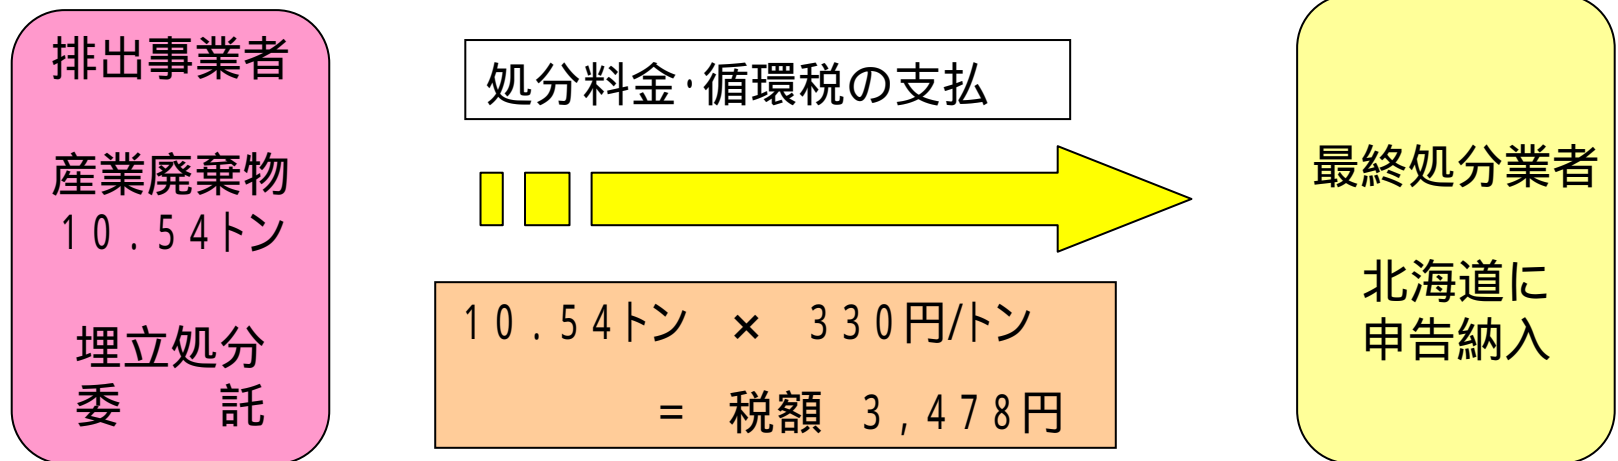 排出事業者
産業廃棄物
10.54トン
埋立処分
委　　託
処分料金・循環税の支払
10.54トン　×　330円/トン
=　税額　3,478円
最終処分業者
北海道に
申告納入